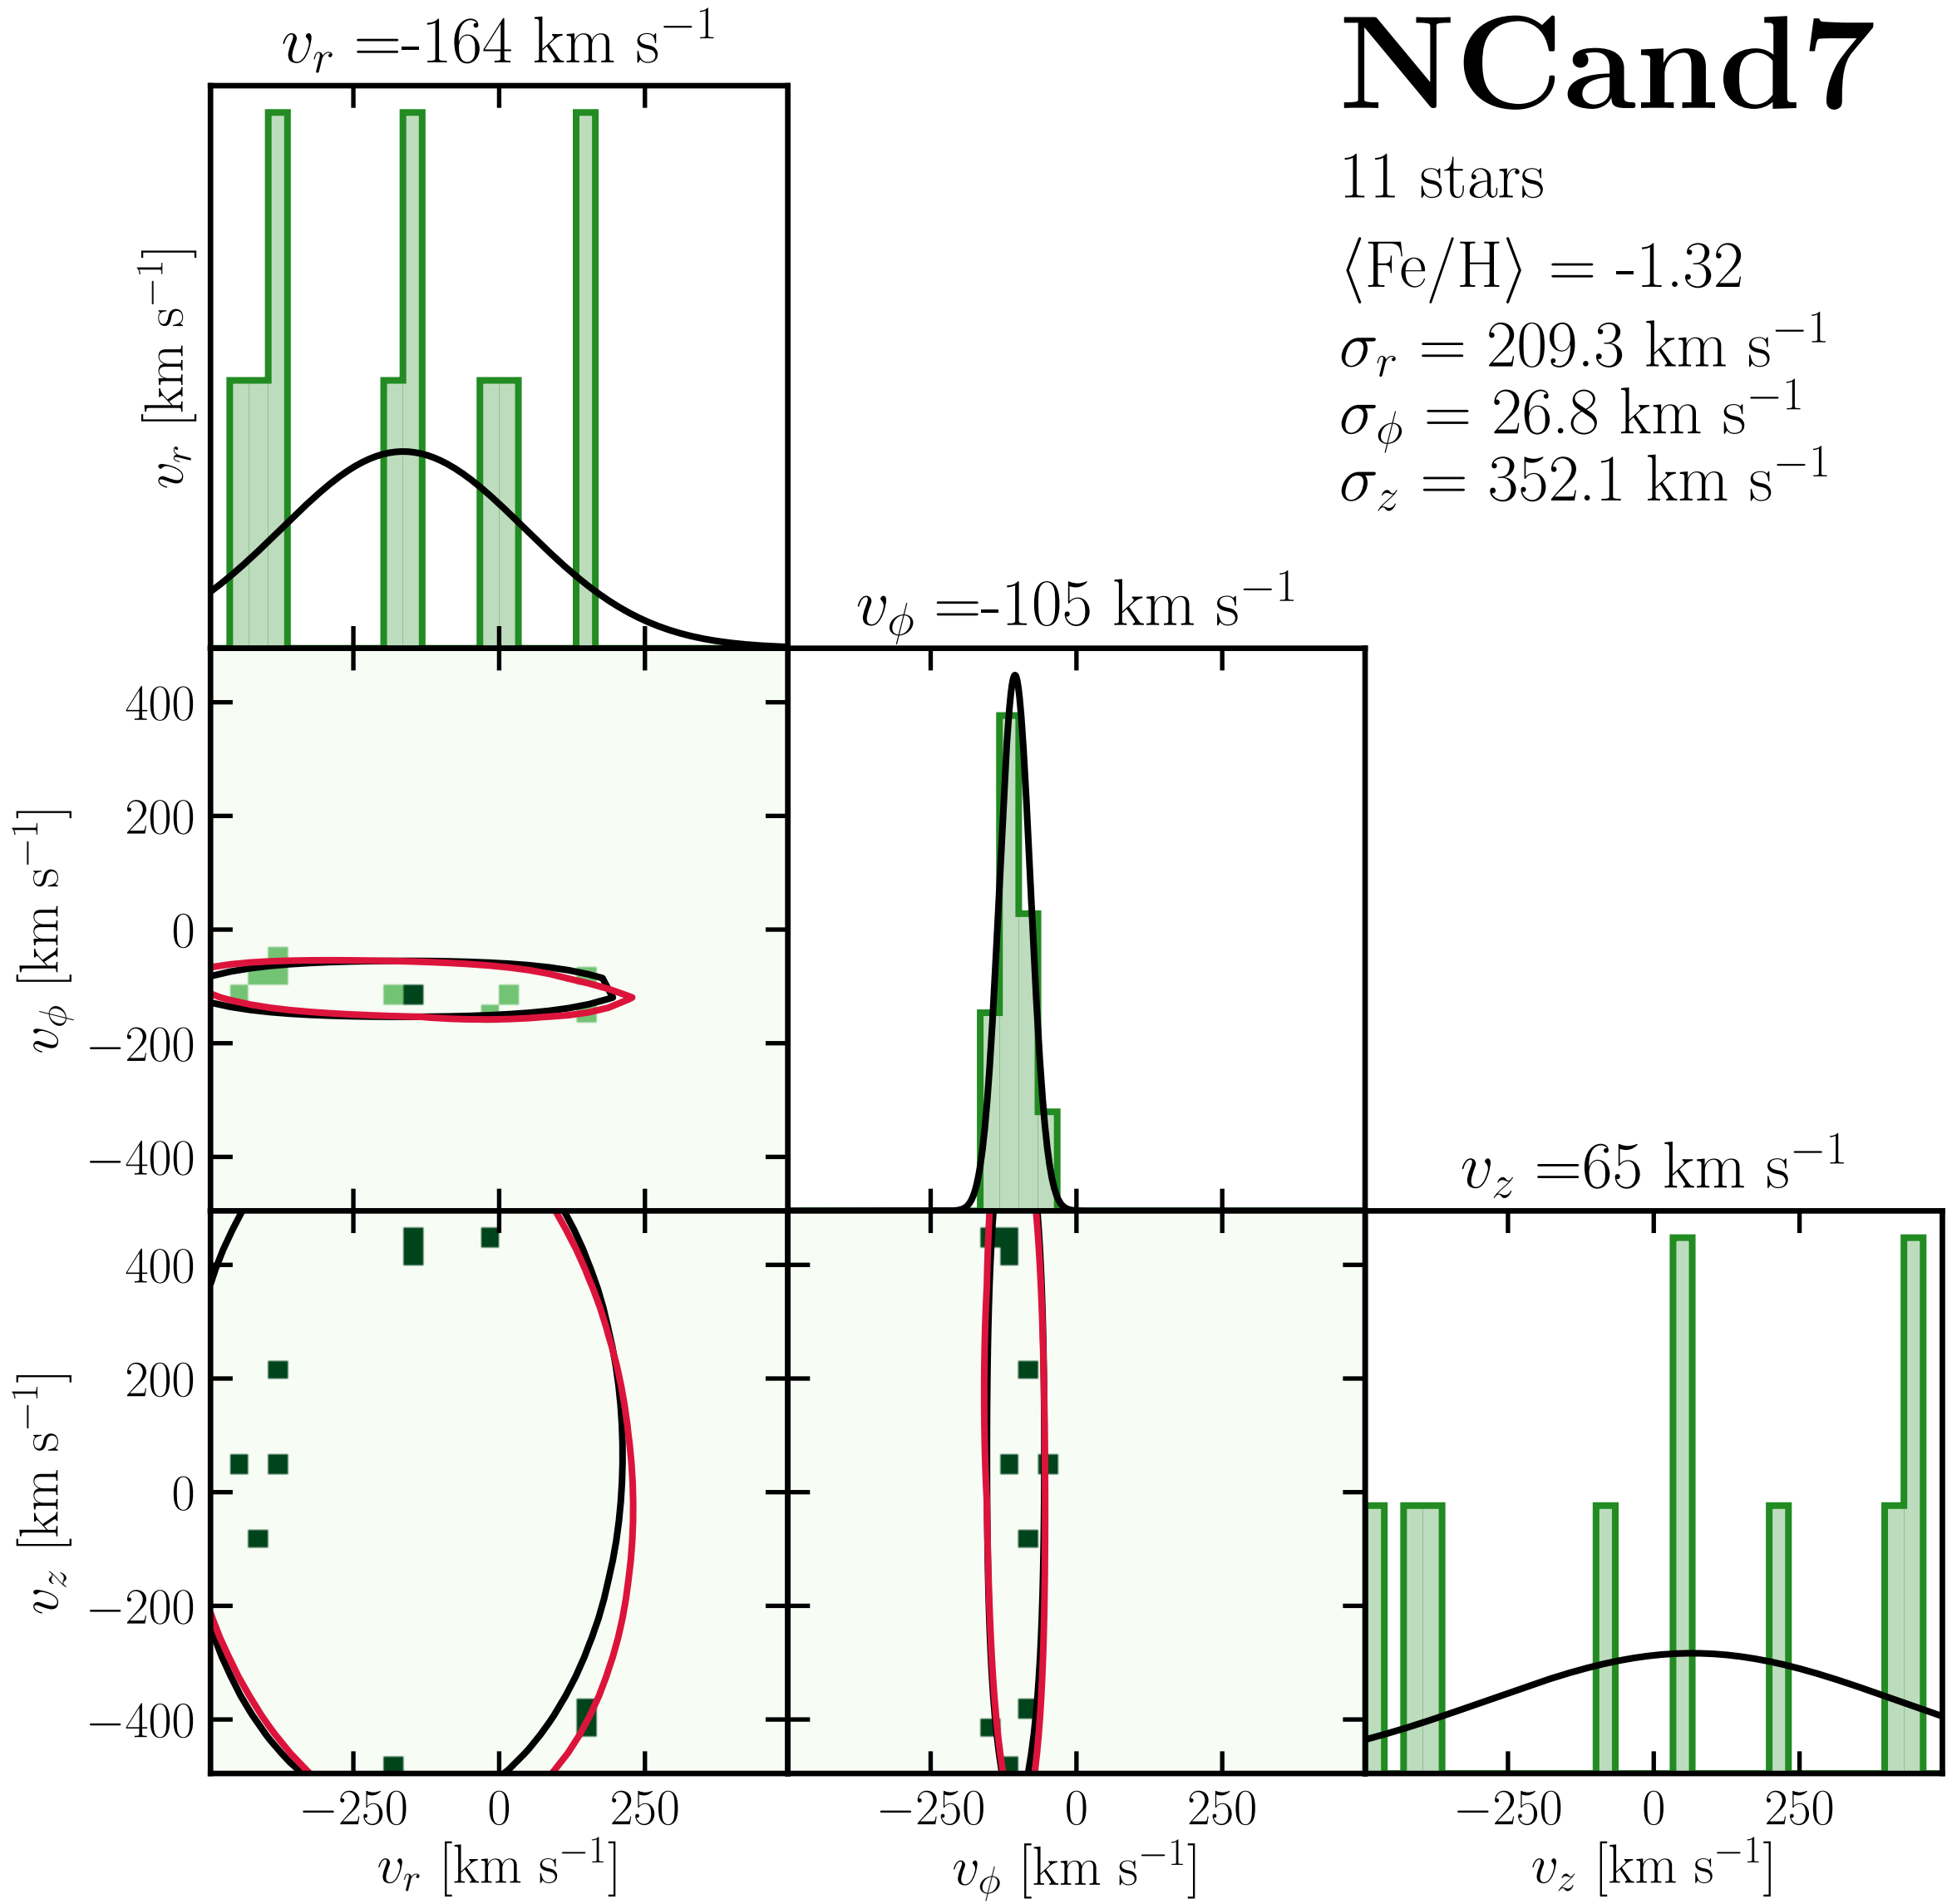 NCand7
11 stars
⟨Fe/H⟩ = -1.32
σ_r = 209.3 km s⁻¹
σ_ϕ = 26.8 km s⁻¹
σ_z = 352.1 km s⁻¹
v_r =-164 km s⁻¹
v_r [km s⁻¹]
v_ϕ =-105 km s⁻¹
400
200
0
−200
−400
v_ϕ [km s⁻¹]
v_z =65 km s⁻¹
400
200
0
−200
−400
v_z [km s⁻¹]
−250 0 250
−250 0 250
−250 0 250
v_r [km s⁻¹]
v_ϕ [km s⁻¹]
v_z [km s⁻¹]